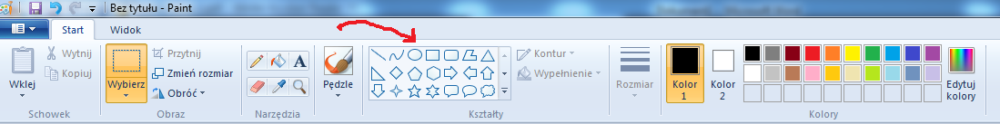 Bez tytułu - Paint
Start Widok
Wklej
Wytnij
Kopiuj
Schowek
Wybierz
Przytnij
Zmień rozmiar
Obróć
Obraz
A
Narzędzia
Pędzle
Kontur
Wypełnienie
Kształty
Rozmiar
Kolor
1
Kolor
2
Edytuj
kolory
Kolory